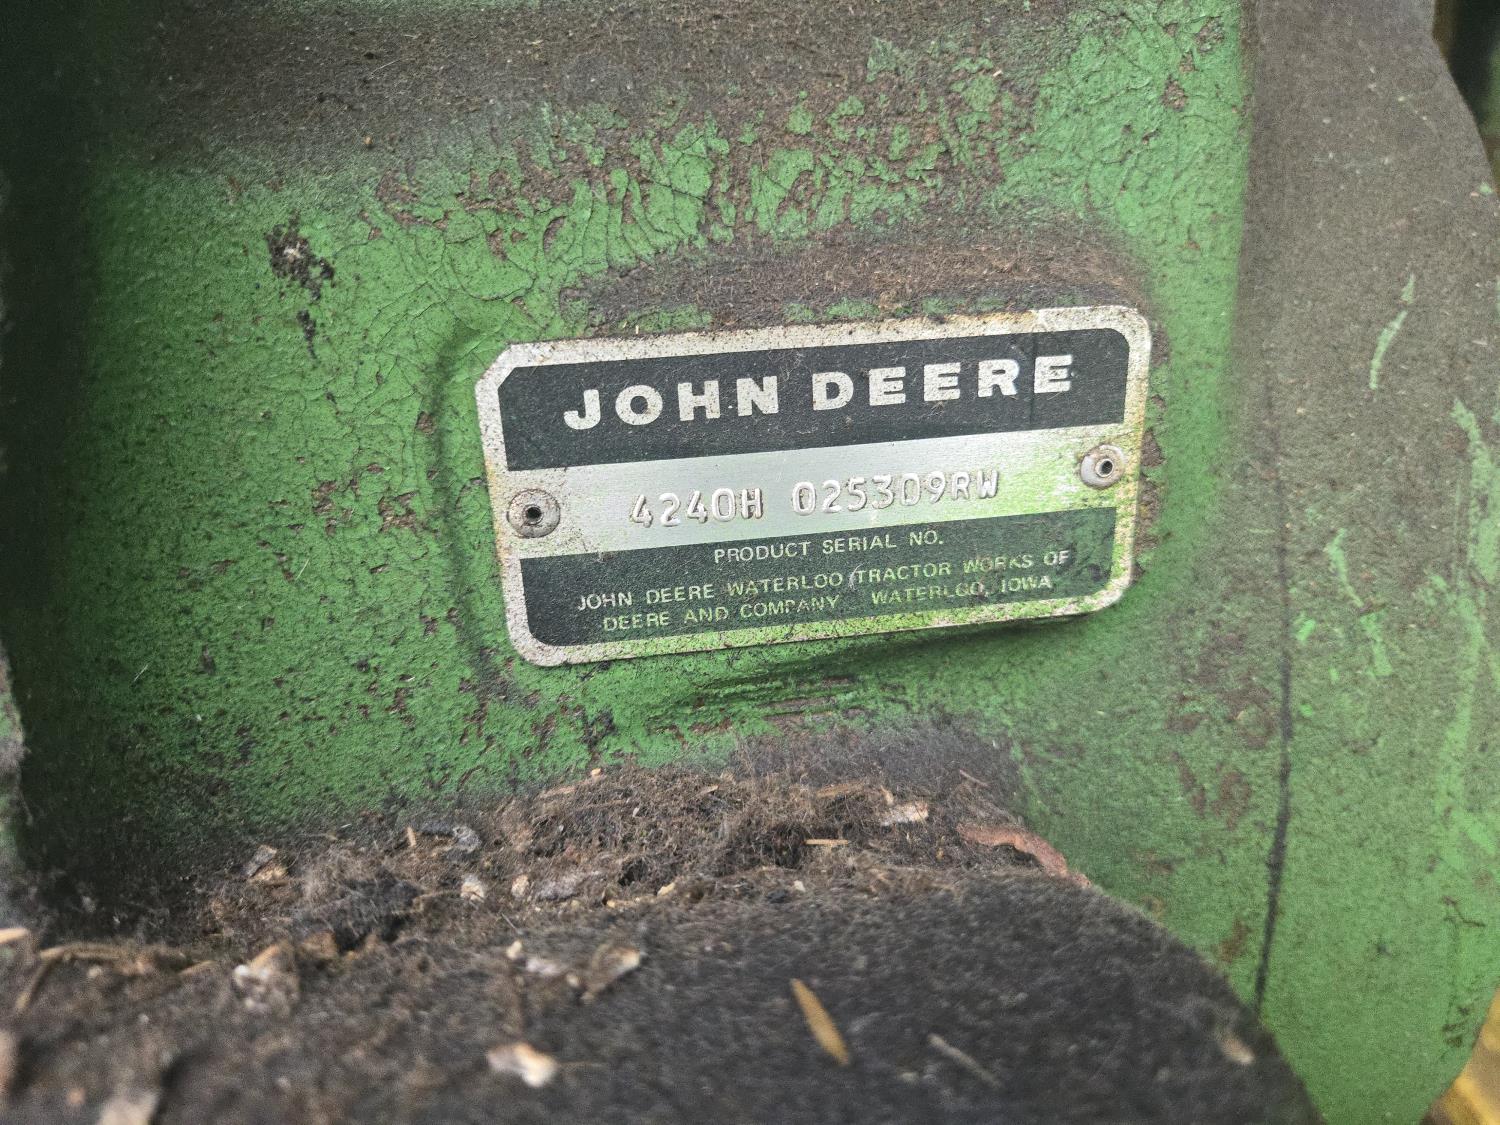 JOHN DEERE
4240H 025309RW
PRODUCT SERIAL NO.
JOHN DEERE WATERLOO TRACTOR WORKS OF
DEERE AND COMPANY WATERLOO, IOWA